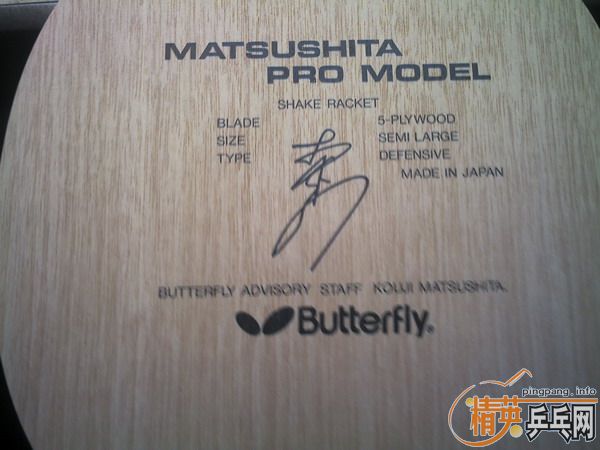 MATSUSHITA
PRO MODEL
SHAKE RACKET
BLADE 5-PLYWOOD
SIZE SEMI LARGE
TYPE DEFENSIVE
MADE IN JAPAN
BUTTERFLY ADVISORY STAFF KOUJI MATSUSHITA.
Butterfly®
pingpang.info
精英乒乓网